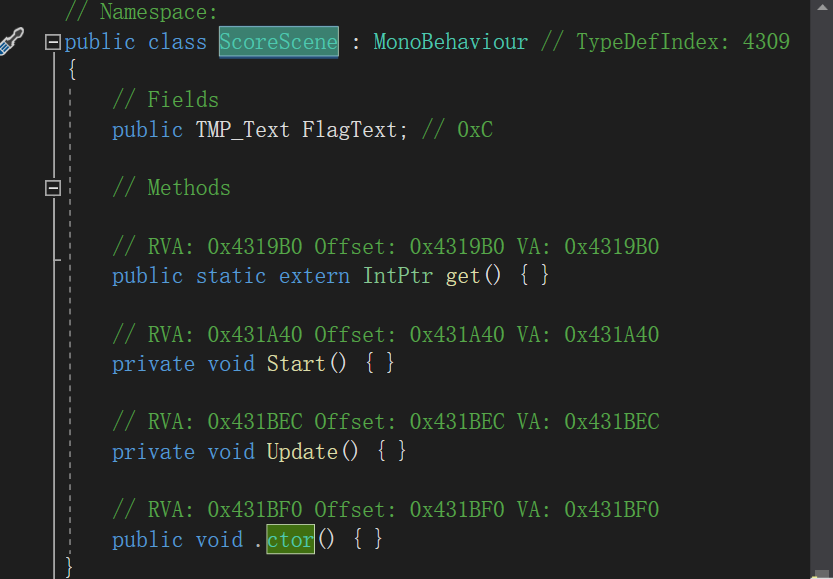 // Namespace:
public class ScoreScene : MonoBehaviour // TypeDefIndex: 4309
{
// Fields
public TMP_Text FlagText; // 0xC
// Methods
// RVA: 0x4319B0 Offset: 0x4319B0 VA: 0x4319B0
public static extern IntPtr get() { }
// RVA: 0x431A40 Offset: 0x431A40 VA: 0x431A40
private void Start() { }
// RVA: 0x431BEC Offset: 0x431BEC VA: 0x431BEC
private void Update() { }
// RVA: 0x431BF0 Offset: 0x431BF0 VA: 0x431BF0
public void .ctor() { }
}